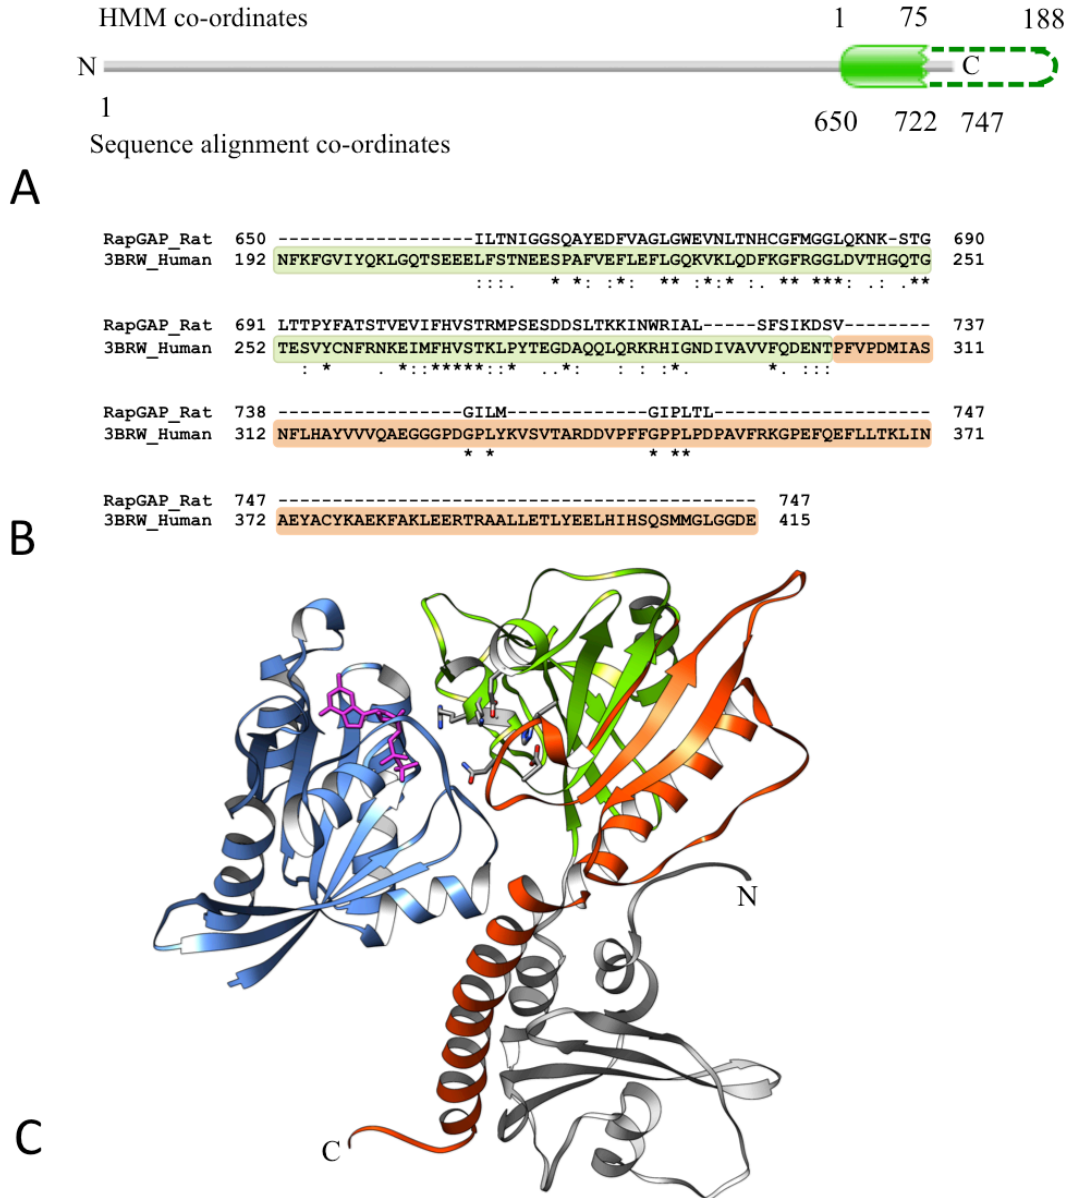 HMM co-ordinates 1 75 188
N C
1 650 722 747
Sequence alignment co-ordinates
A
RapGAP_Rat 650 ------------------ILTNIGGSQAYEDFVAGLGWEVNLTNHCGFMGGLQKNK-STG 690
3BRW_Human 192 NFKFGVIYQKLGQTSEEELFSTNEESPAFVEFLEFLGQKVKLQDFKGFRGGLDVTHGQTG 251
:::. * *: :*: ** :*:* :. ** ***: .: .**
RapGAP_Rat 691 LTTPYFATSTVEVIFHVSTRMPSESDDSLTKKINWRIAL-----SFSIKDSV-------- 737
3BRW_Human 252 TESVYCNFRNKEIMFHVSTKLPYTEGDAQQLQRKRHIGNDIVAVVFQDENTPFVPDMIAS 311
: * . *::*****::* ..*: : : :*. *. :::
RapGAP_Rat 738 -----------------GILM-------------GIPLTL-------------------- 747
3BRW_Human 312 NFLHAYVVVQAEGGGPDGPLYKVSVTARDDVPFFGPPLPDPAVFRKGPEFQEFLLTKLIN 371
* * * **
RapGAP_Rat 747 -------------------------------------------- 747
3BRW_Human 372 AEYACYKAEKFAKLEERTRAALLETLYEELHIHSQSMMGLGGDE 415
B
N
C
C